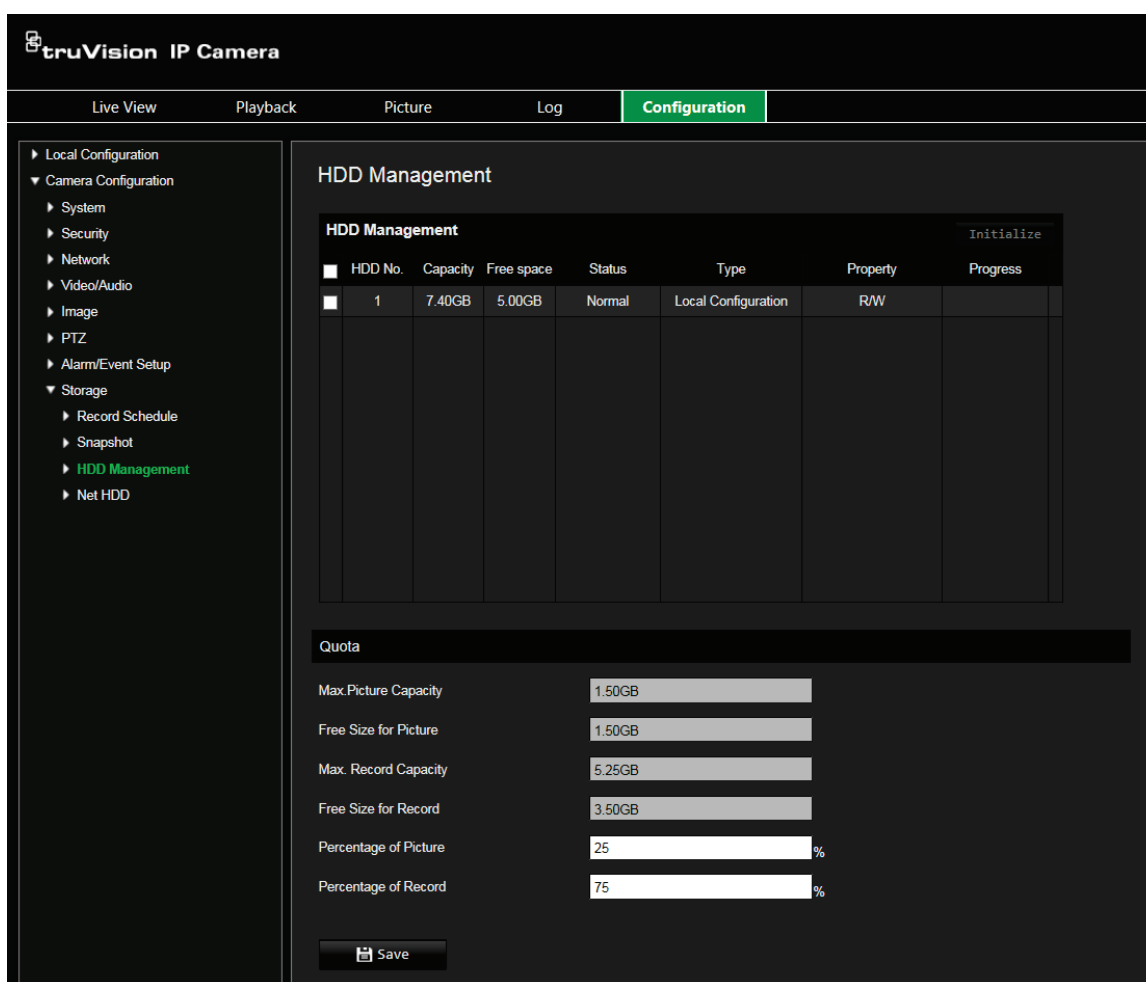 truVision IP Camera
Live View Playback Picture Log Configuration
Local Configuration
Camera Configuration
System
Security
Network
Video/Audio
Image
PTZ
Alarm/Event Setup
Storage
Record Schedule
Snapshot
HDD Management
Net HDD
HDD Management
HDD Management Initialize
HDD No. Capacity Free space Status Type Property Progress
1 7.40GB 5.00GB Normal Local Configuration R/W
Quota
Max.Picture Capacity 1.50GB
Free Size for Picture 1.50GB
Max. Record Capacity 5.25GB
Free Size for Record 3.50GB
Percentage of Picture 25 %
Percentage of Record 75 %
Save